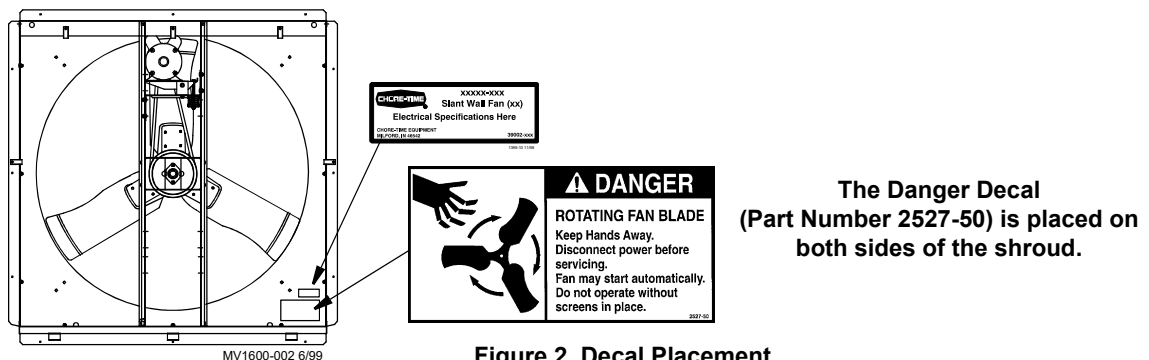 CHORE-TIME
XXXXX-XXX
Slant Wall Fan (xx)
Electrical Specifications Here
CHORE-TIME EQUIPMENT
MILFORD, IN 46542
39002-xxx
DANGER
ROTATING FAN BLADE
Keep Hands Away.
Disconnect power before
servicing.
Fan may start automatically.
Do not operate without
screens in place.
2527-50
The Danger Decal
(Part Number 2527-50) is placed on
both sides of the shroud.
MV1600-002 6/99
Figure 2. Decal Placement